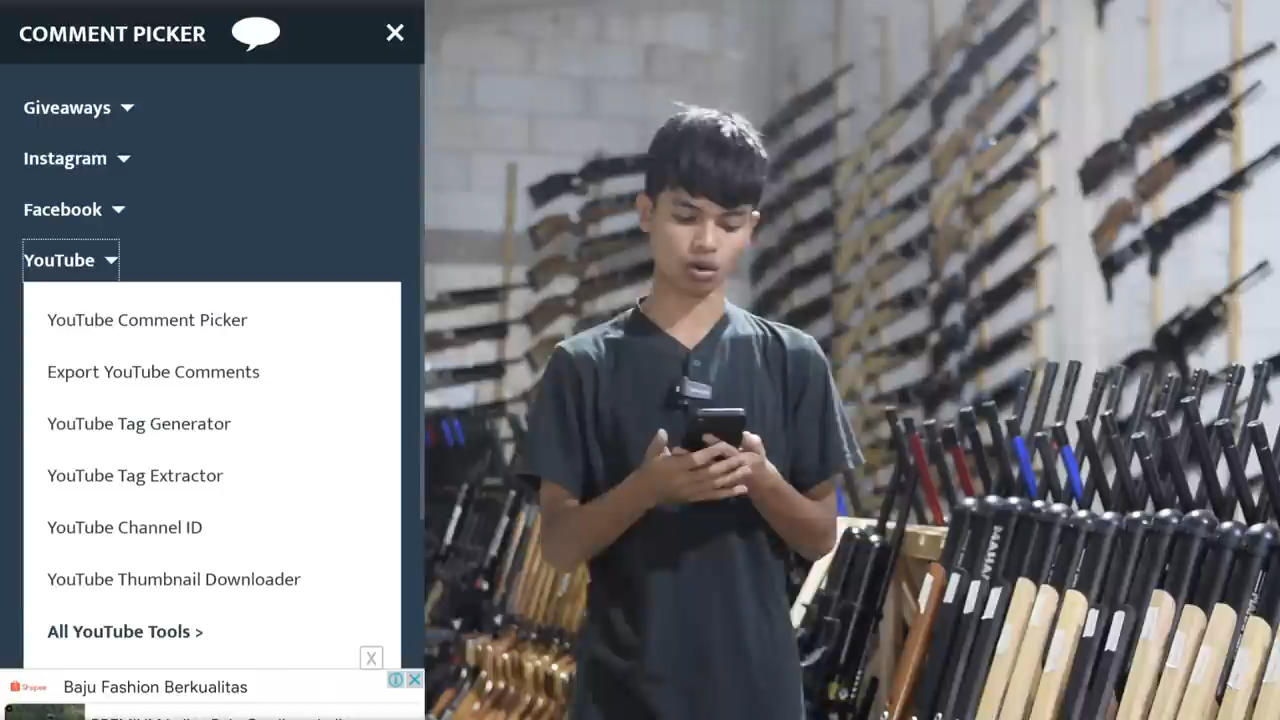 COMMENT PICKER
Giveaways
Instagram
Facebook
YouTube
YouTube Comment Picker
Export YouTube Comments
YouTube Tag Generator
YouTube Tag Extractor
YouTube Channel ID
YouTube Thumbnail Downloader
All YouTube Tools >
X
Shopee
Baju Fashion Berkualitas